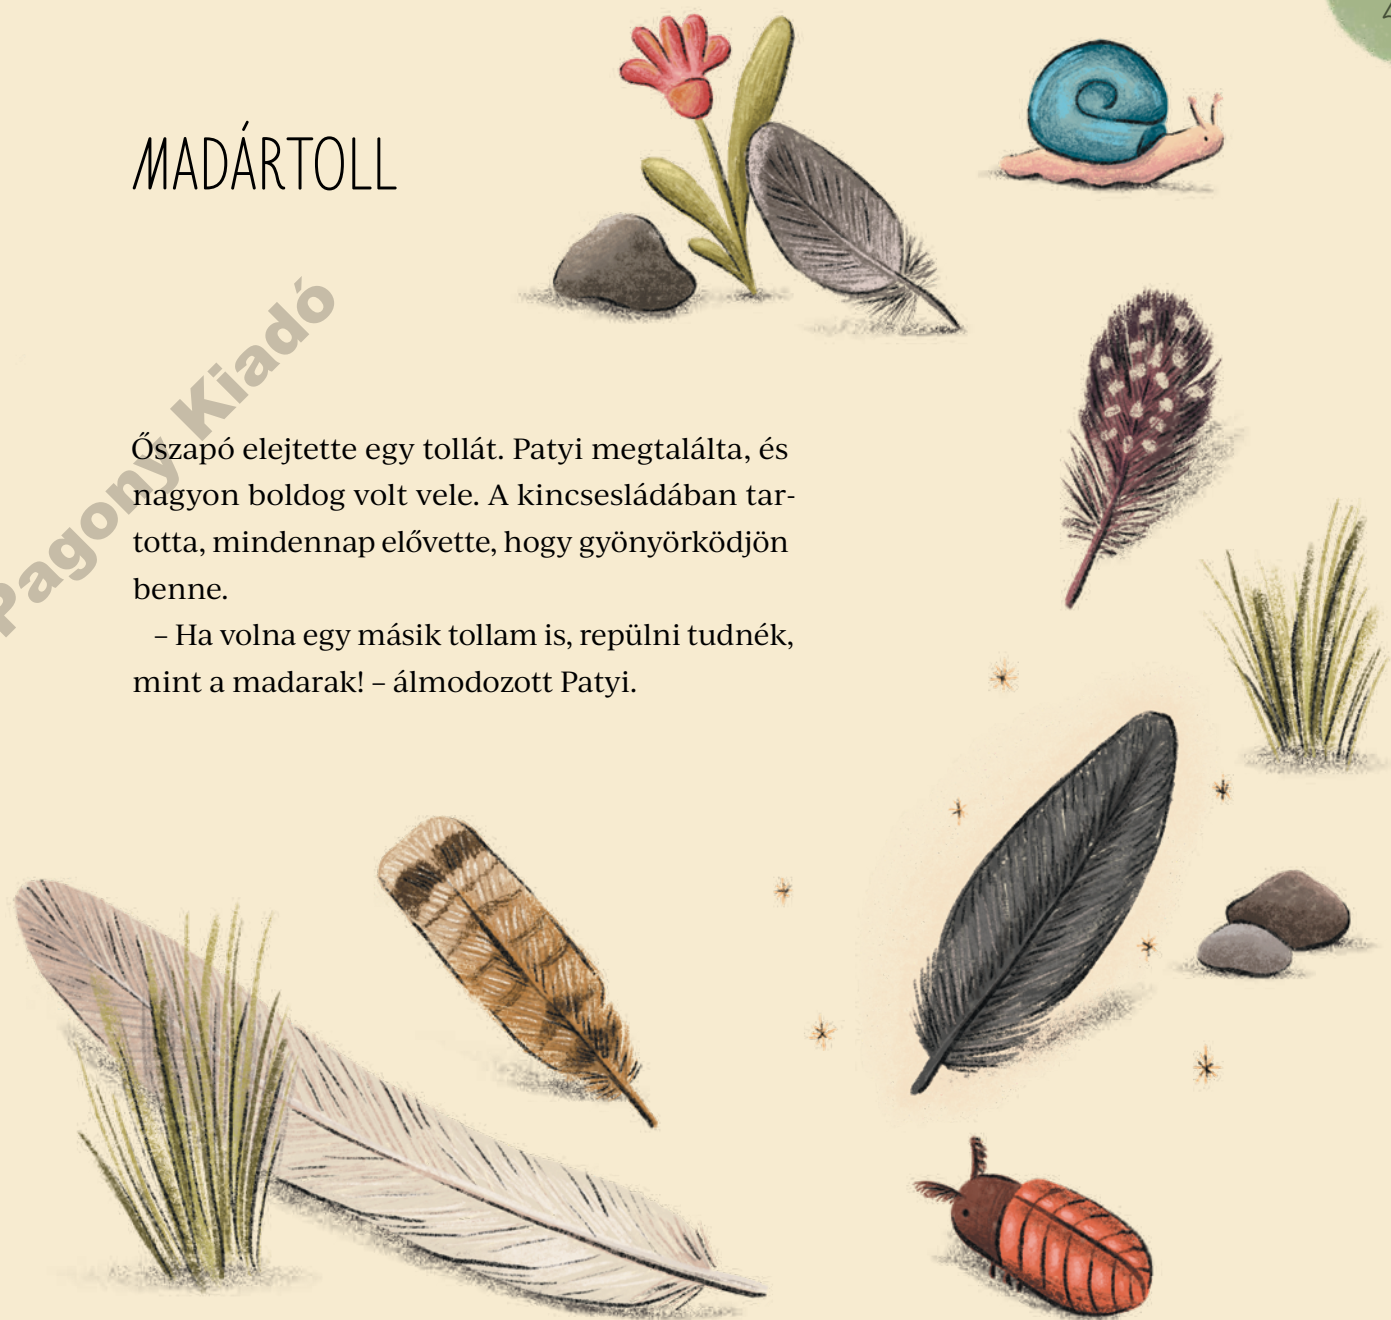 MADÁRTOLL
Pagony Kiadó
Őszapó elejtette egy tollát. Patyi megtalálta, és
nagyon boldog volt vele. A kincsesládában tar-
totta, mindennap elővette, hogy gyönyörködjön
benne.
– Ha volna egy másik tollam is, repülni tudnék,
mint a madarak! – álmodozott Patyi.